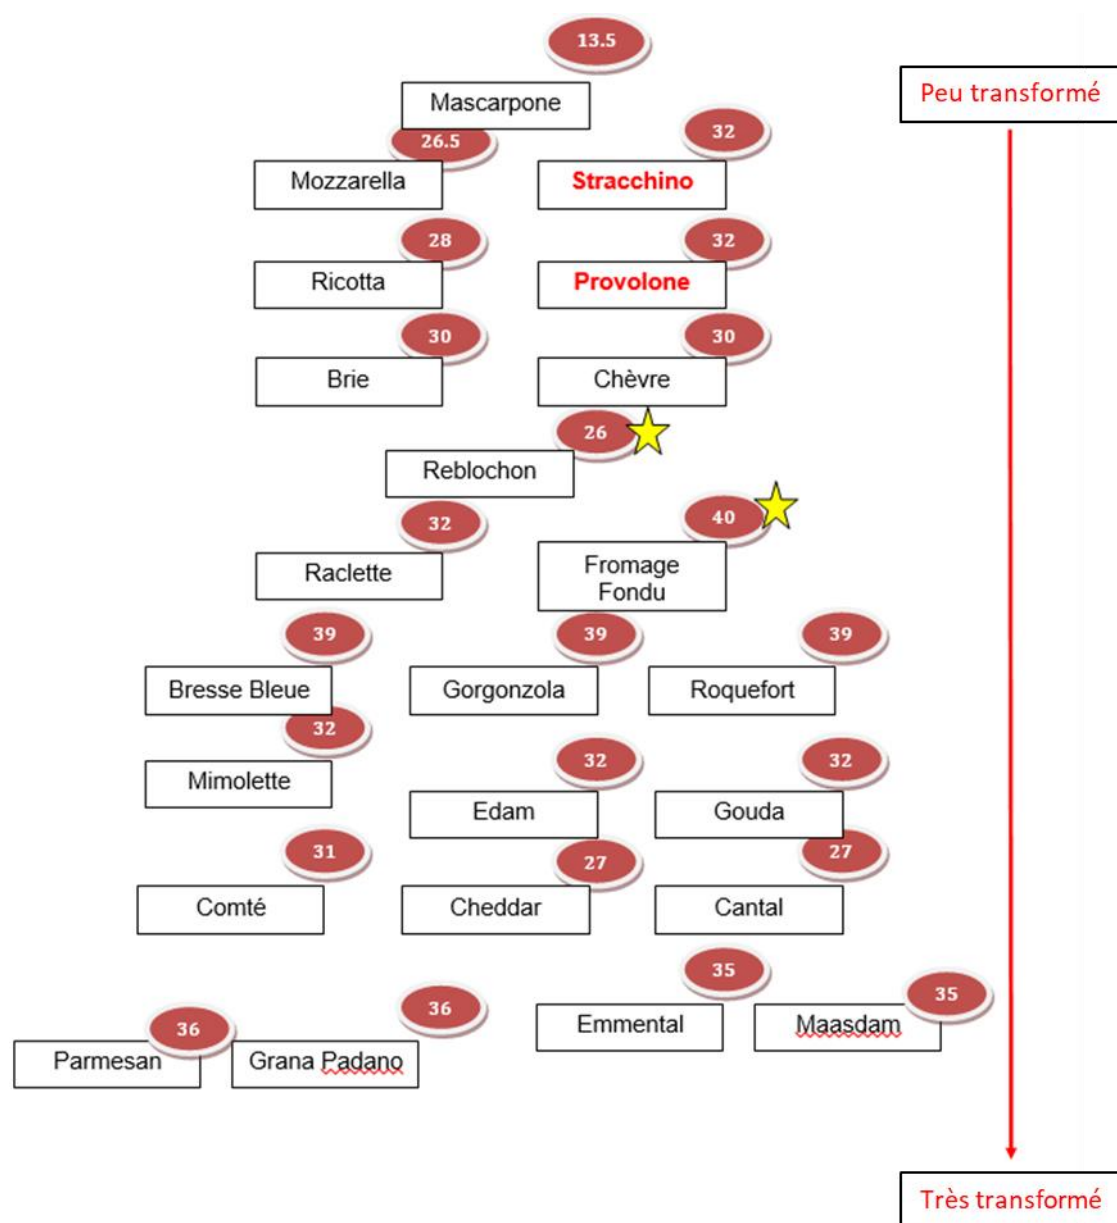 13.5
Peu transformé
Mascarpone
26.5
32
Mozzarella
Stracchino
28
32
Ricotta
Provolone
30
30
Brie
Chèvre
26
Reblochon
32
40
Raclette
Fromage
Fondu
39
39
39
Bresse Bleue
Gorgonzola
Roquefort
32
32
32
Mimolette
Edam
Gouda
31
27
27
Comté
Cheddar
Cantal
35
35
36
36
Emmental
Maasdam
Parmesan
Grana Padano
Très transformé